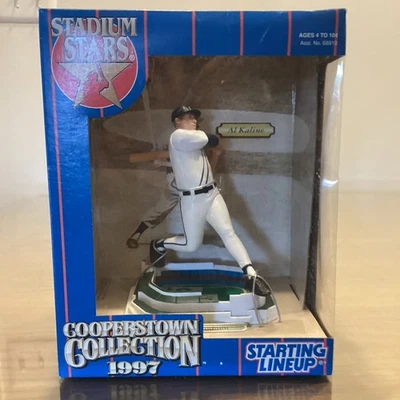 STADIUM
STARS
AGES 4 TO 104
Al Kaline
COOPERSTOWN
COLLECTION
1997
STARTING
LINEUP